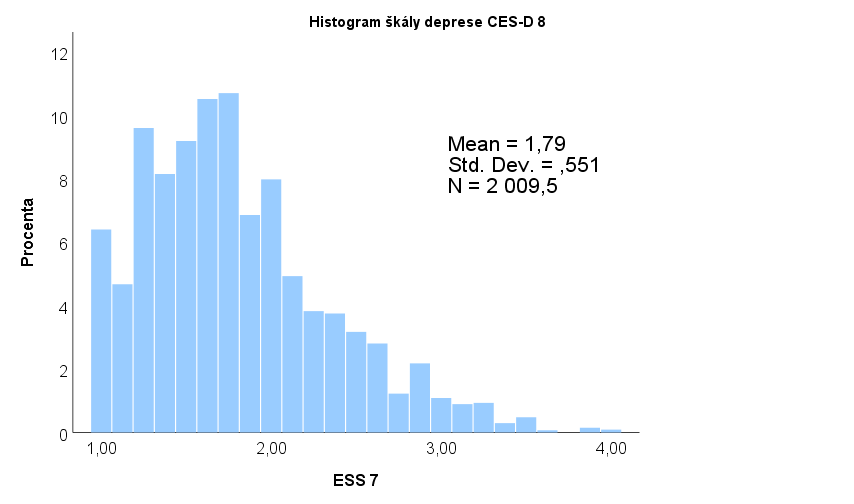 Histogram škály deprese CES-D 8
12
10
8
6
4
2
0
Procenta
Mean = 1,79
Std. Dev. = ,551
N = 2 009,5
1,00 2,00 3,00 4,00
ESS 7